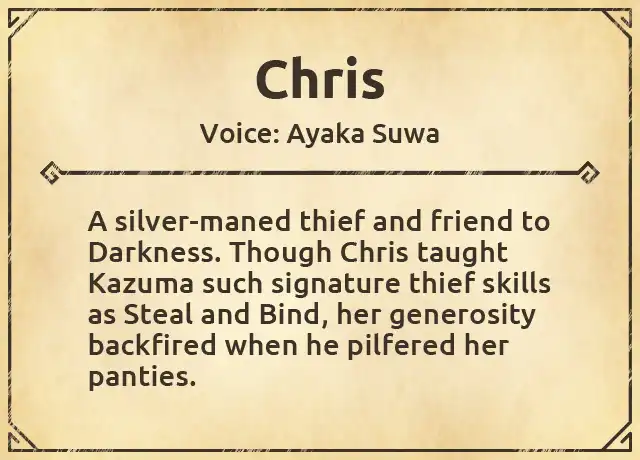 Chris
Voice: Ayaka Suwa
A silver-maned thief and friend to
Darkness. Though Chris taught
Kazuma such signature thief skills
as Steal and Bind, her generosity
backfired when he pilfered her
panties.